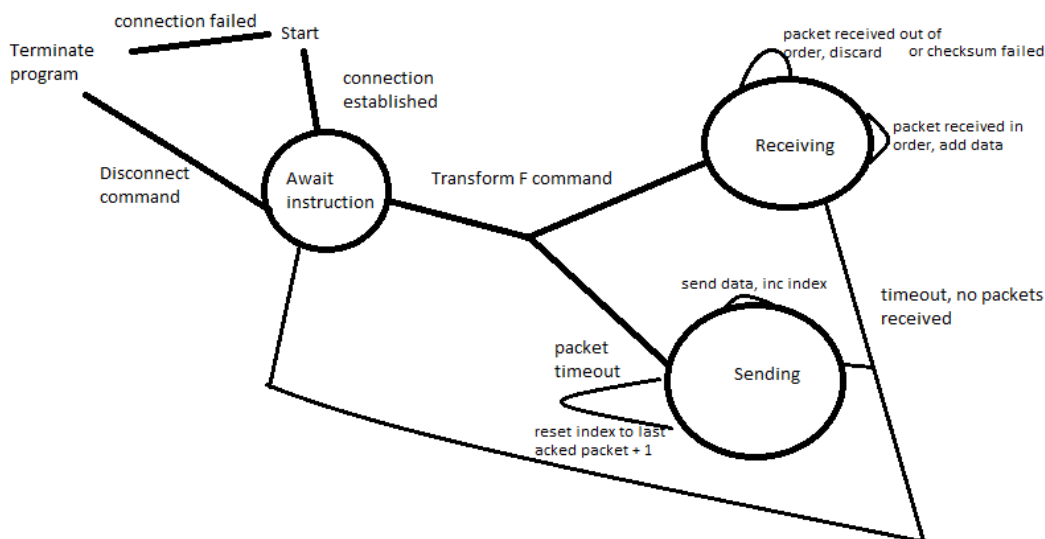 connection failed
Start
Terminate
program
connection
established
Disconnect
command
Await
instruction
Transform F command
packet received out of
order, discard or checksum failed
Receiving
packet received in
order, add data
send data, inc index
timeout, no packets
received
packet
timeout
Sending
reset index to last
acked packet + 1